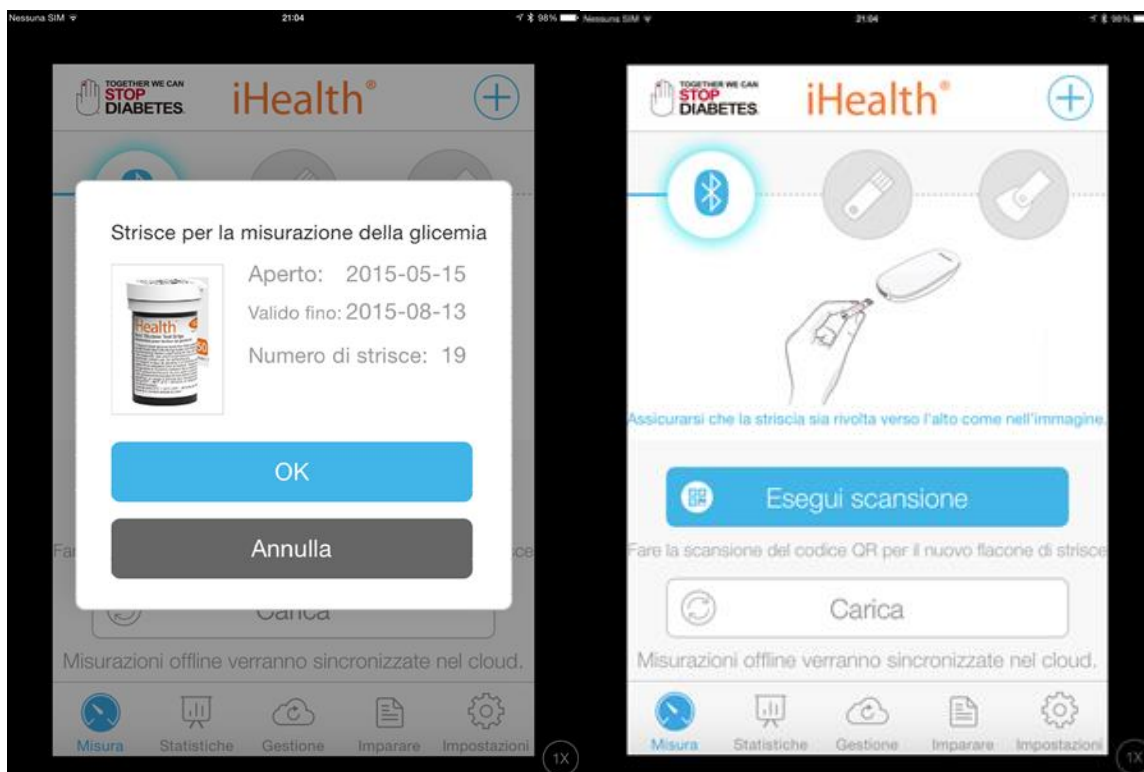 Nessuna SIM 21:04 98%
TOGETHER WE CAN
STOP
DIABETES.
iHealth®
Strisce per la misurazione della glicemia
Aperto: 2015-05-15
Valido fino: 2015-08-13
Numero di strisce: 19
iHealth
50
OK
Annulla
Carica
Misurazioni offline verranno sincronizzate nel cloud.
Misura Statistiche Gestione Imparare Impostazioni
1X
Nessuna SIM 21:04 98%
TOGETHER WE CAN
STOP
DIABETES.
iHealth®
Assicurarsi che la striscia sia rivolta verso l'alto come nell'immagine.
Esegui scansione
Fare la scansione del codice QR per il nuovo flacone di strisce
Carica
Misurazioni offline verranno sincronizzate nel cloud.
Misura Statistiche Gestione Imparare Impostazioni
1X